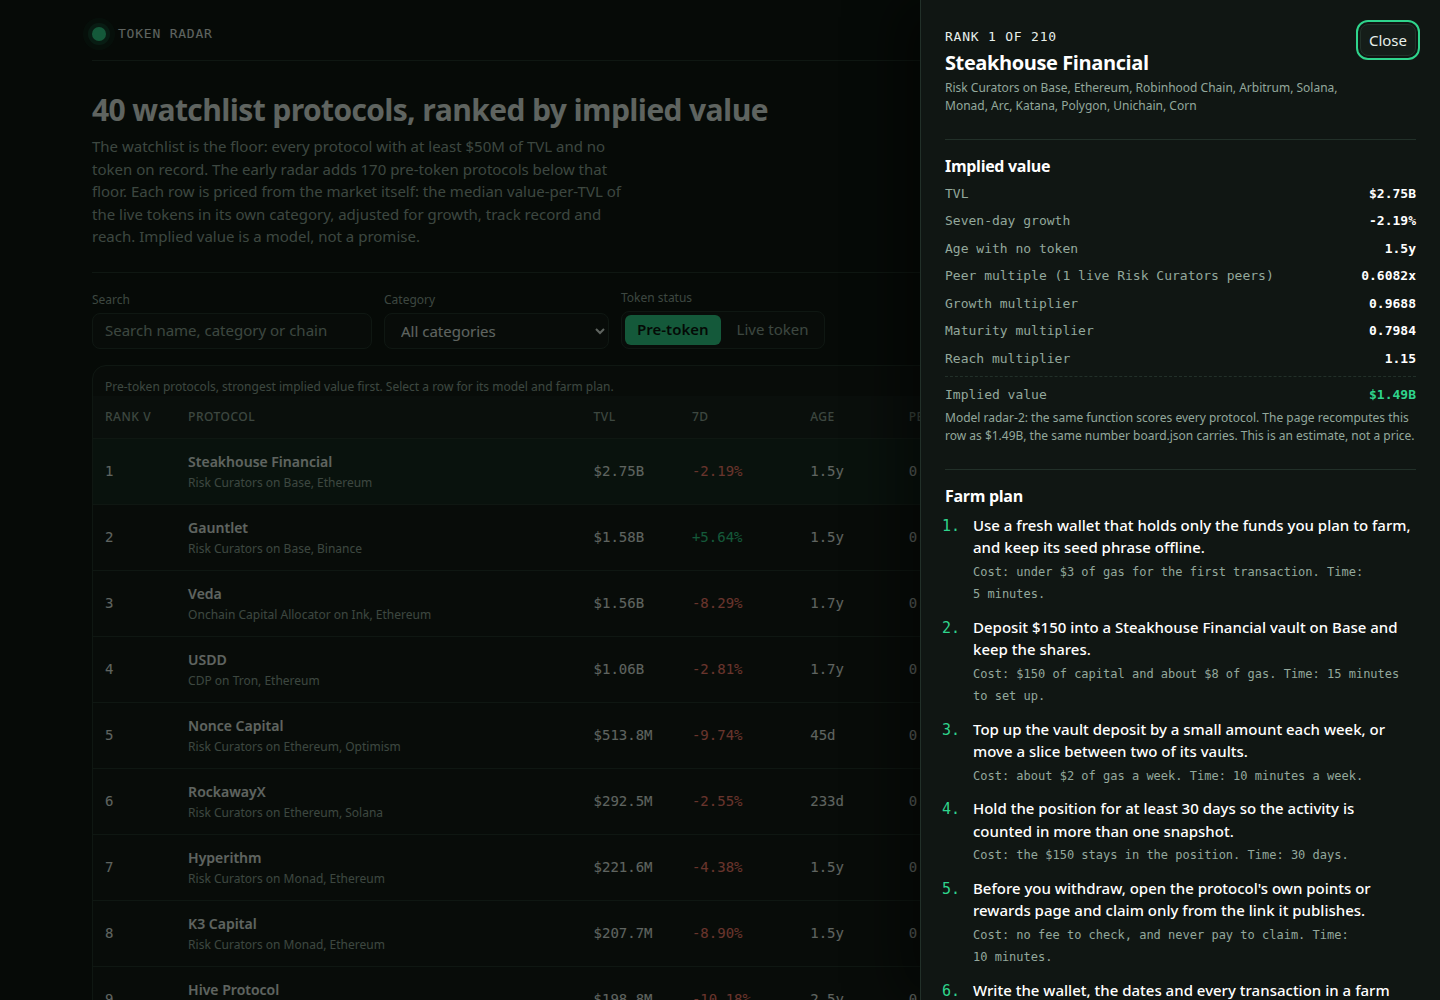 TOKEN RADAR
40 watchlist protocols, ranked by implied value
The watchlist is the floor: every protocol with at least $50M of TVL and no
token on record. The early radar adds 170 pre-token protocols below that
floor. Each row is priced from the market itself: the median value-per-TVL of
the live tokens in its own category, adjusted for growth, track record and
reach. Implied value is a model, not a promise.
Search
Category
Token status
Search name, category or chain
All categories
Pre-token
Live token
Pre-token protocols, strongest implied value first. Select a row for its model and farm plan.
RANK V PROTOCOL TVL 7D AGE
1 Steakhouse Financial $2.75B -2.19% 1.5y
Risk Curators on Base, Ethereum
2 Gauntlet $1.58B +5.64% 1.5y
Risk Curators on Base, Binance
3 Veda $1.56B -8.29% 1.7y
Onchain Capital Allocator on Ink, Ethereum
4 USDD $1.06B -2.81% 1.7y
CDP on Tron, Ethereum
5 Nonce Capital $513.8M -9.74% 45d
Risk Curators on Ethereum, Optimism
6 RockawayX $292.5M -2.55% 233d
Risk Curators on Ethereum, Solana
7 Hyperithm $221.6M -4.38% 1.5y
Risk Curators on Monad, Ethereum
8 K3 Capital $207.7M -8.90% 1.5y
Risk Curators on Monad, Ethereum
9 Hive Protocol $198.8M -10.18% 2.5y
RANK 1 OF 210
Close
Steakhouse Financial
Risk Curators on Base, Ethereum, Robinhood Chain, Arbitrum, Solana,
Monad, Arc, Katana, Polygon, Unichain, Corn
Implied value
TVL $2.75B
Seven-day growth -2.19%
Age with no token 1.5y
Peer multiple (1 live Risk Curators peers) 0.6082x
Growth multiplier 0.9688
Maturity multiplier 0.7984
Reach multiplier 1.15
Implied value $1.49B
Model radar-2: the same function scores every protocol. The page recomputes this
row as $1.49B, the same number board.json carries. This is an estimate, not a price.
Farm plan
1. Use a fresh wallet that holds only the funds you plan to farm,
and keep its seed phrase offline.
Cost: under $3 of gas for the first transaction. Time:
5 minutes.
2. Deposit $150 into a Steakhouse Financial vault on Base and
keep the shares.
Cost: $150 of capital and about $8 of gas. Time: 15 minutes
to set up.
3. Top up the vault deposit by a small amount each week, or
move a slice between two of its vaults.
Cost: about $2 of gas a week. Time: 10 minutes a week.
4. Hold the position for at least 30 days so the activity is
counted in more than one snapshot.
Cost: the $150 stays in the position. Time: 30 days.
5. Before you withdraw, open the protocol's own points or
rewards page and claim only from the link it publishes.
Cost: no fee to check, and never pay to claim. Time:
10 minutes.
6. Write the wallet, the dates and every transaction in a farm